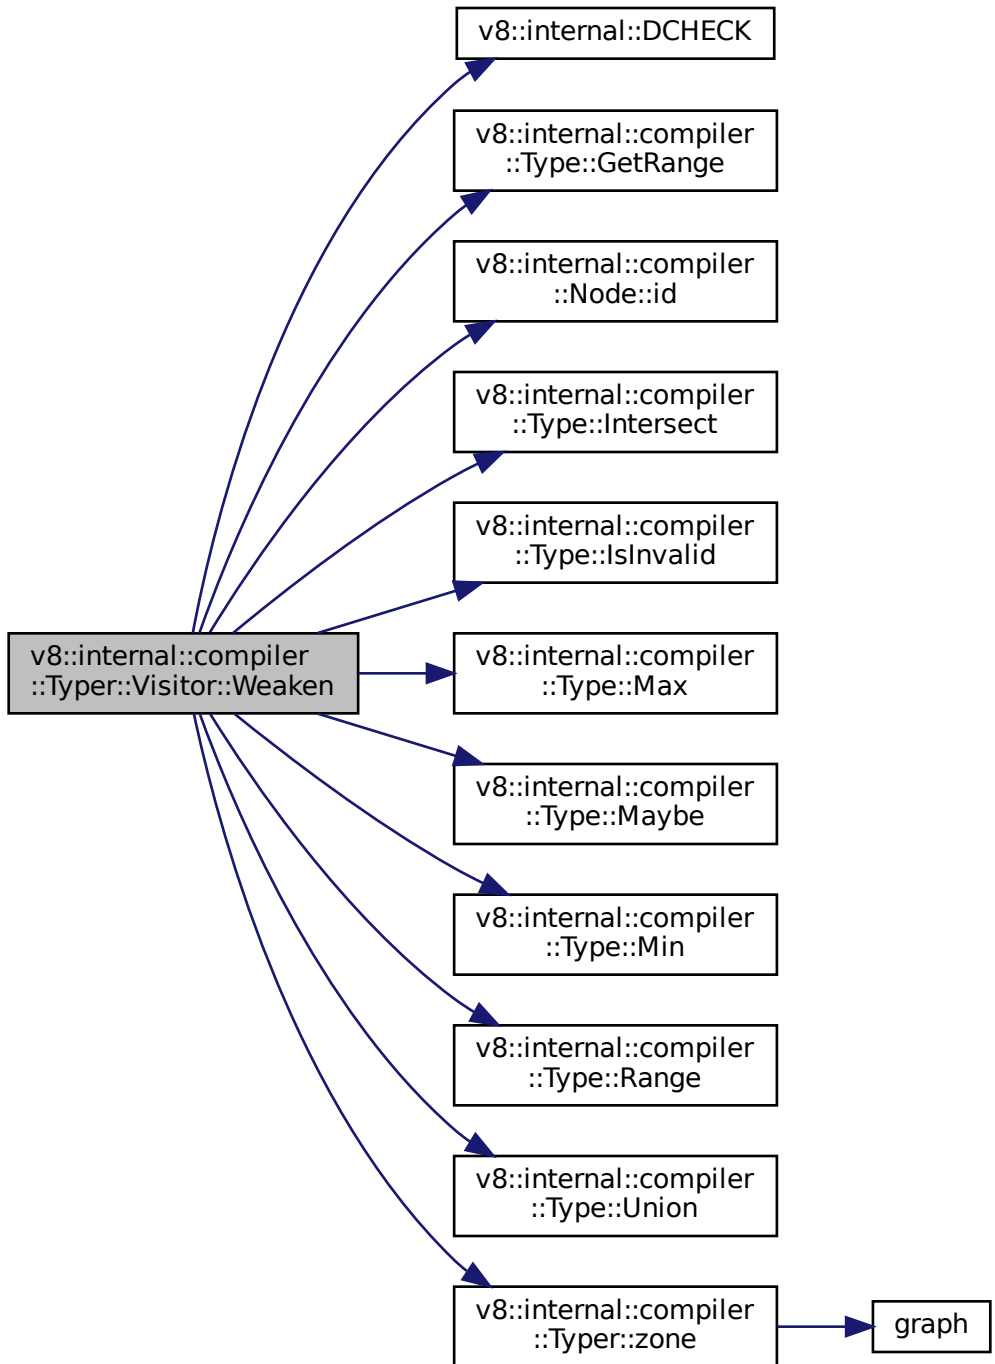 v8::internal::DCHECK
v8::internal::compiler
::Type::GetRange
v8::internal::compiler
::Node::id
v8::internal::compiler
::Type::Intersect
v8::internal::compiler
::Type::IsInvalid
v8::internal::compiler
::Typer::Visitor::Weaken
v8::internal::compiler
::Type::Max
v8::internal::compiler
::Type::Maybe
v8::internal::compiler
::Type::Min
v8::internal::compiler
::Type::Range
v8::internal::compiler
::Type::Union
v8::internal::compiler
::Typer::zone
graph